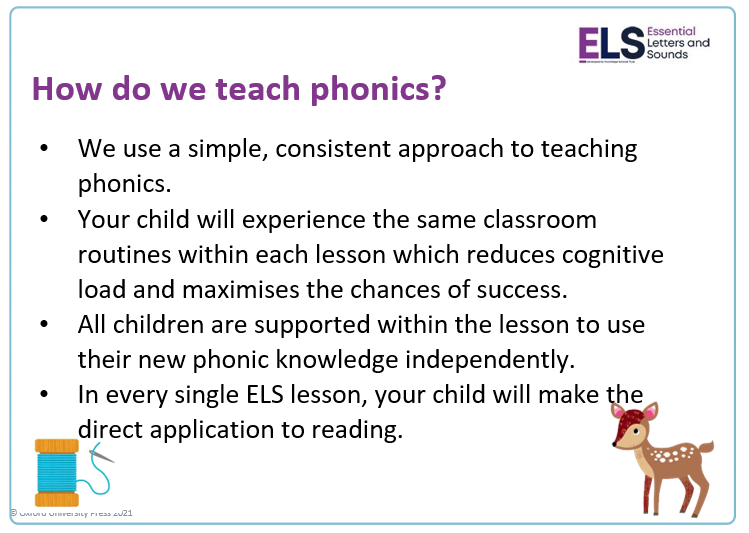 ELS Essential
Letters and
Sounds
How do we teach phonics?
• We use a simple, consistent approach to teaching
phonics.
• Your child will experience the same classroom
routines within each lesson which reduces cognitive
load and maximises the chances of success.
• All children are supported within the lesson to use
their new phonic knowledge independently.
• In every single ELS lesson, your child will make the
direct application to reading.
© Oxford University Press 2021